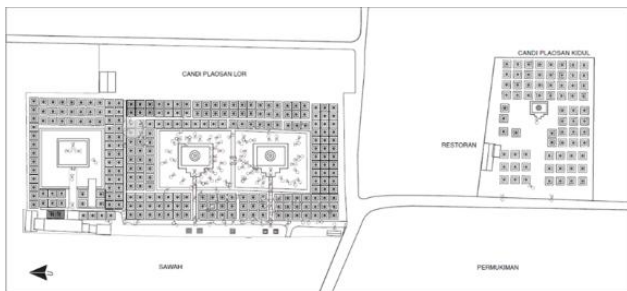 CANDI PLAOSAN LOR
CANDI PLAOSAN KIDUL
RESTORAN
SAWAH
PERMUKIMAN